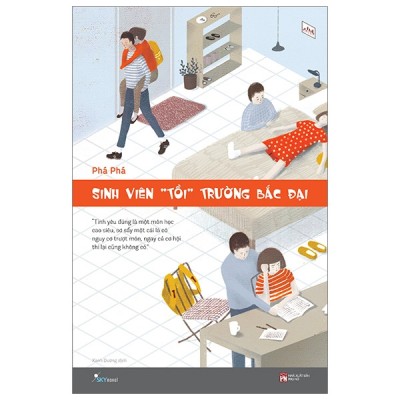 Phá Phá
SINH VIÊN "TỒI" TRƯỜNG BẮC ĐẠI
"Tình yêu đúng là một môn học
cao siêu, sơ sẩy một cái là có
nguy cơ trượt môn, ngay cả cơ hội
thi lại cũng không có."
SKYNOVEL